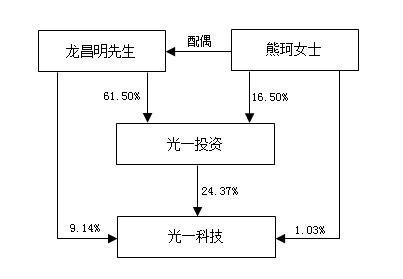 龙昌明先生
配偶
熊珂女士
61.50%
16.50%
光一投资
24.37%
9.14%
光一科技
1.03%